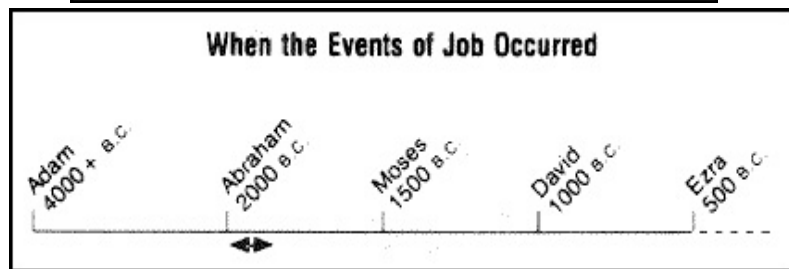 When the Events of Job Occurred
Adam
4000 + B.C.
Abraham
2000 B.C.
Moses
1500 B.C.
David
1000 B.C.
Ezra
500 B.C.